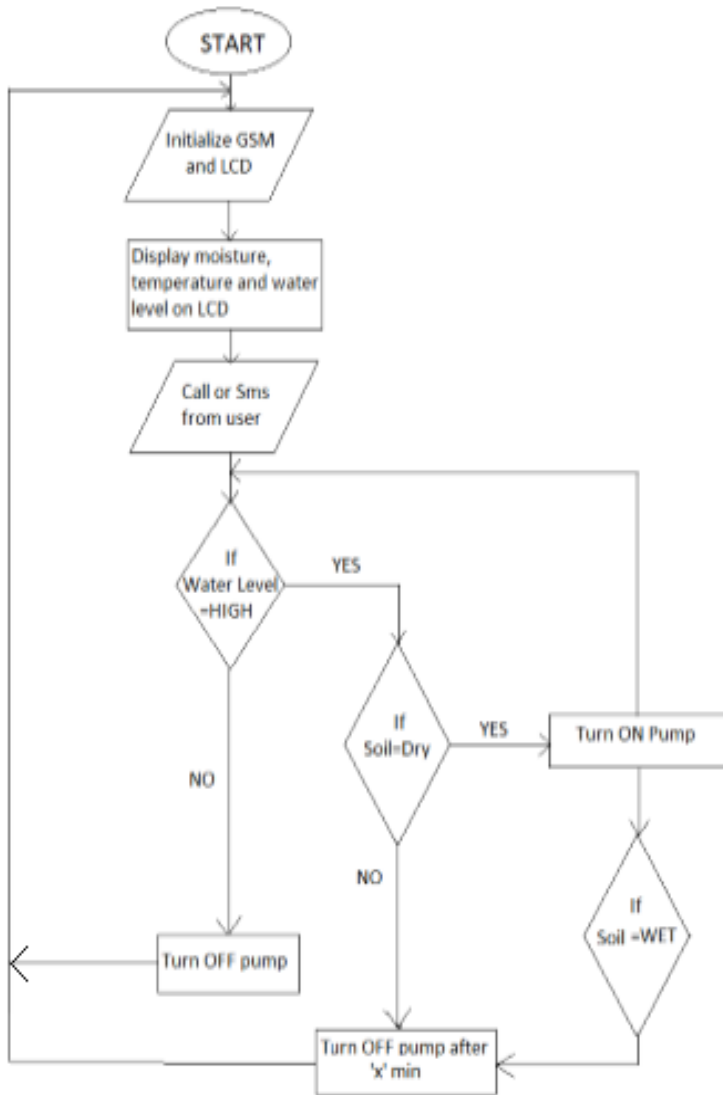 START
Initialize GSM
and LCD
Display moisture,
temperature and water
level on LCD
Call or Sms
from user
If
Water Level
=HIGH
YES
If
Soil=Dry
YES
Turn ON Pump
NO
NO
If
Soil =WET
Turn OFF pump
Turn OFF pump after
'x' min